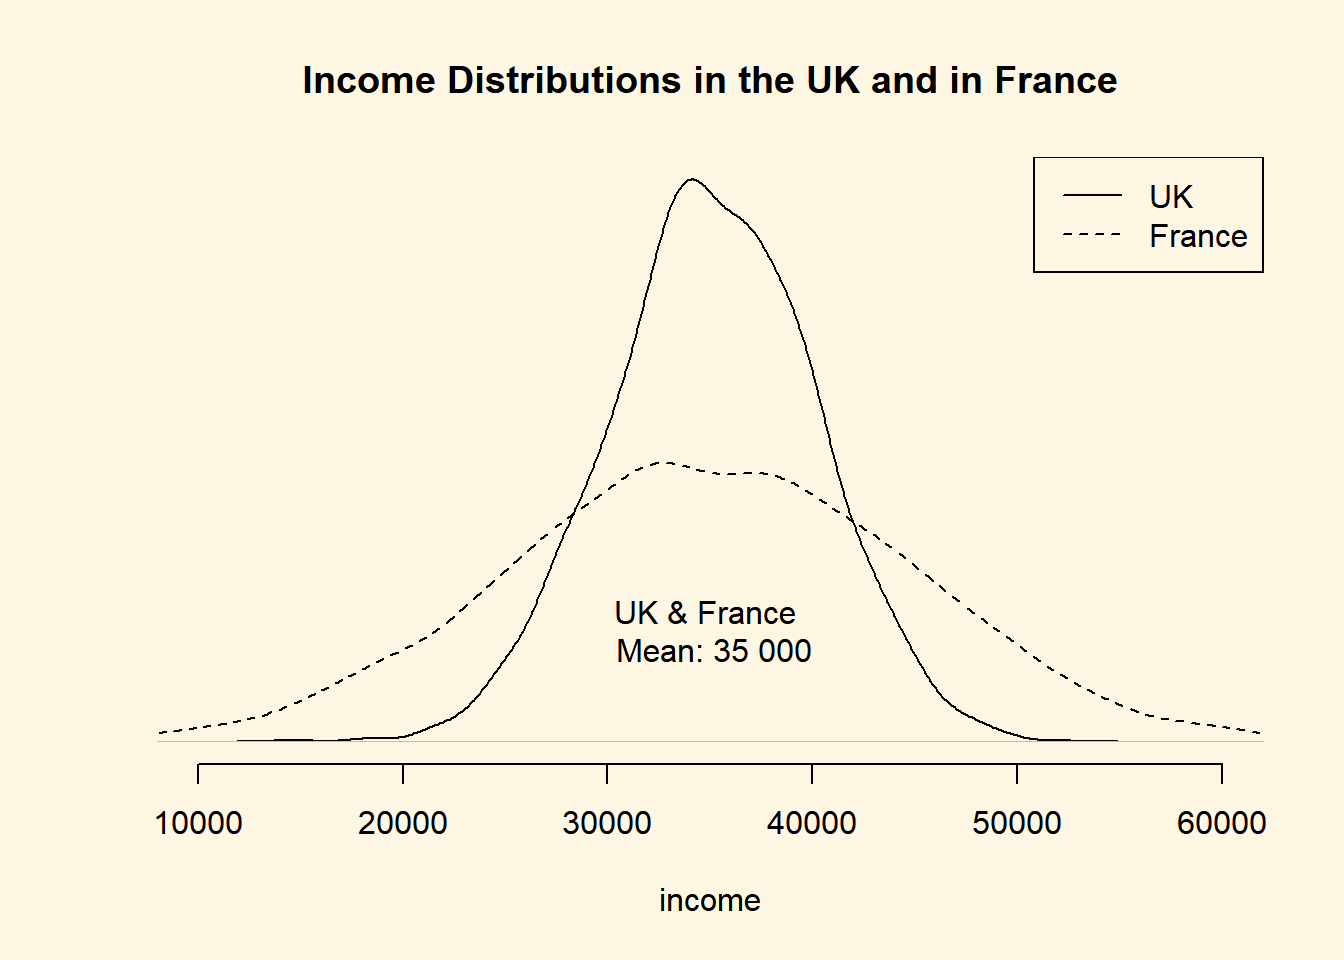 Income Distributions in the UK and in France
UK
France
UK & France
Mean: 35 000
10000 20000 30000 40000 50000 60000
income